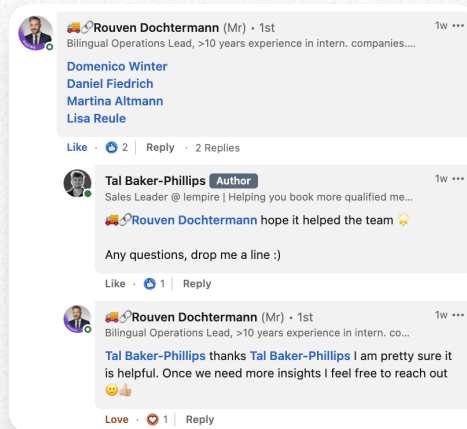 🚚🔗Rouven Dochtermann (Mr) • 1st
1w •••
Bilingual Operations Lead, >10 years experience in intern. companies....
Domenico Winter
Daniel Fiedrich
Martina Altmann
Lisa Reule
Like · 2 | Reply · 2 Replies
Tal Baker-Phillips Author
1w •••
Sales Leader @ lempire | Helping you book more qualified me...
🚚🔗Rouven Dochtermann hope it helped the team 🌟
Any questions, drop me a line :)
Like · 1 | Reply
🚚🔗Rouven Dochtermann (Mr) • 1st
1w •••
Bilingual Operations Lead, >10 years experience in intern. co...
Tal Baker-Phillips thanks Tal Baker-Phillips I am pretty sure it
is helpful. Once we need more insights I feel free to reach out
🙂👍🏼
Love · 1 | Reply